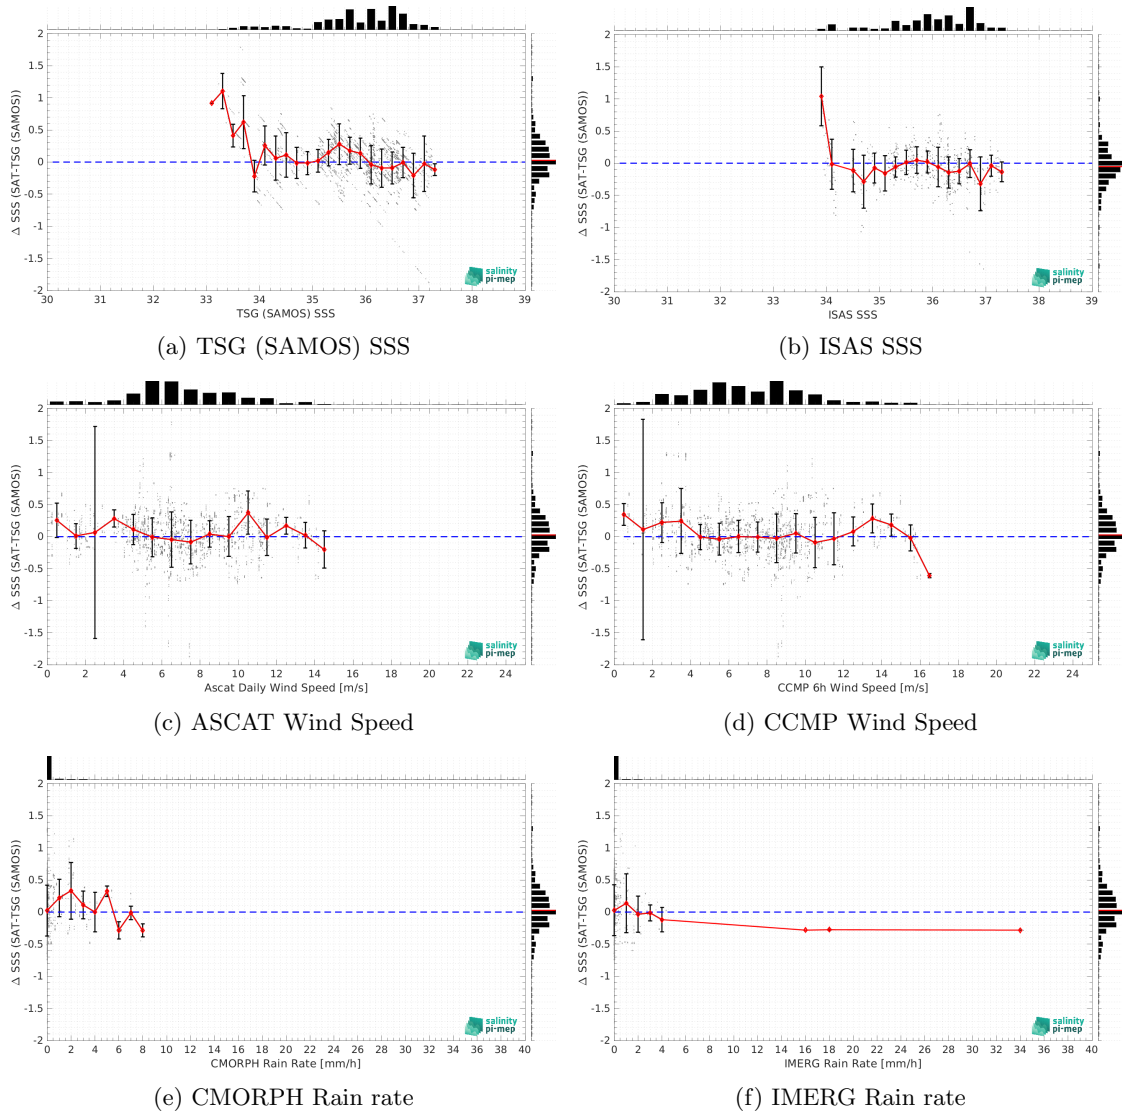 2
1.5
1
0.5
0
-0.5
-1
-1.5
-2
Δ SSS (SAT-TSG (SAMOS))
30 31 32 33 34 35 36 37 38 39
TSG (SAMOS) SSS
salinity
pi-mep
(a) TSG (SAMOS) SSS
2
1.5
1
0.5
0
-0.5
-1
-1.5
-2
Δ SSS (SAT-TSG (SAMOS))
30 31 32 33 34 35 36 37 38 39
ISAS SSS
salinity
pi-mep
(b) ISAS SSS
2
1.5
1
0.5
0
-0.5
-1
-1.5
-2
Δ SSS (SAT-TSG (SAMOS))
0 2 4 6 8 10 12 14 16 18 20 22 24
Ascat Daily Wind Speed [m/s]
salinity
pi-mep
(c) ASCAT Wind Speed
2
1.5
1
0.5
0
-0.5
-1
-1.5
-2
Δ SSS (SAT-TSG (SAMOS))
0 2 4 6 8 10 12 14 16 18 20 22 24
CCMP 6h Wind Speed [m/s]
salinity
pi-mep
(d) CCMP Wind Speed
2
1.5
1
0.5
0
-0.5
-1
-1.5
-2
Δ SSS (SAT-TSG (SAMOS))
0 2 4 6 8 10 12 14 16 18 20 22 24 26 28 30 32 34 36 38 40
CMORPH Rain Rate [mm/h]
salinity
pi-mep
(e) CMORPH Rain rate
2
1.5
1
0.5
0
-0.5
-1
-1.5
-2
Δ SSS (SAT-TSG (SAMOS))
0 2 4 6 8 10 12 14 16 18 20 22 24 26 28 30 32 34 36 38 40
IMERG Rain Rate [mm/h]
salinity
pi-mep
(f) IMERG Rain rate